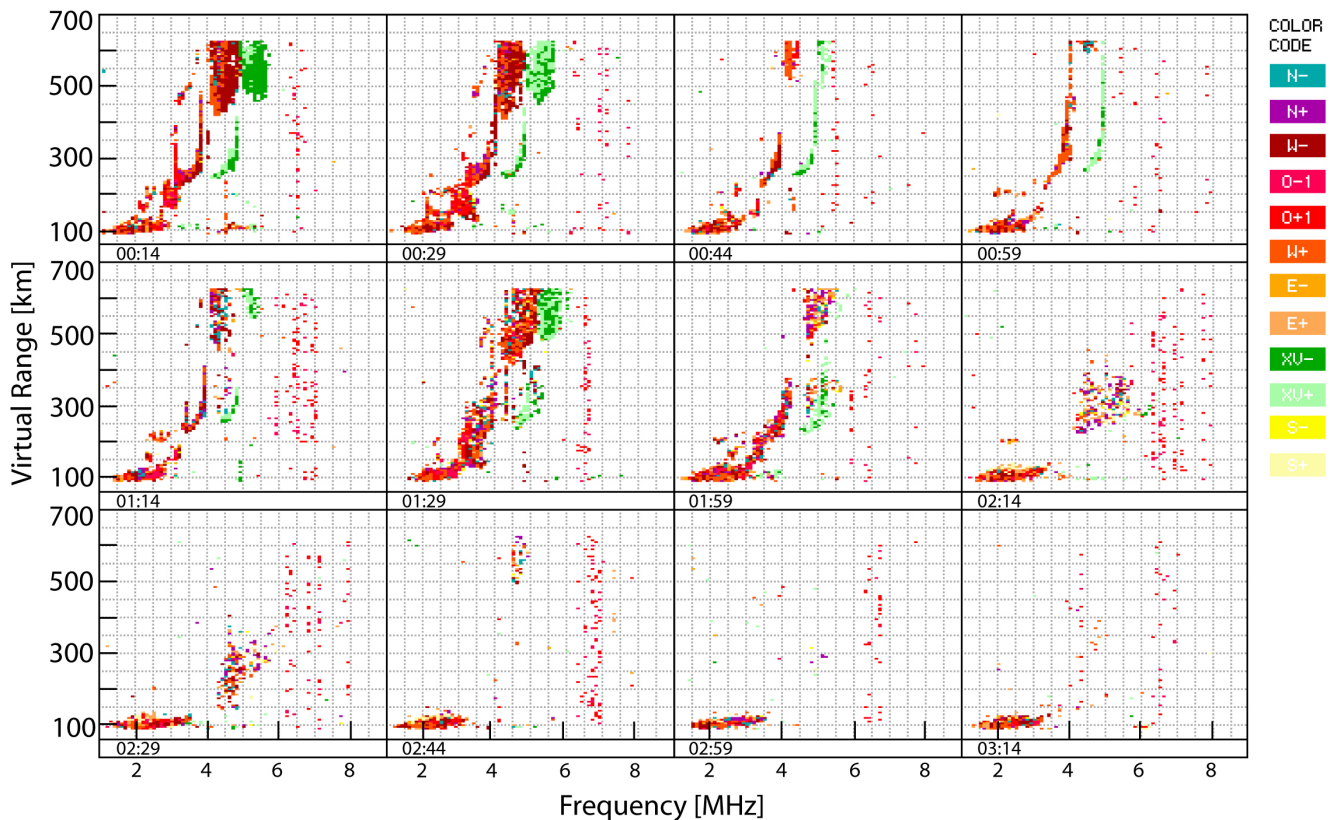 700
500
300
100
00:14
00:29
00:44
00:59
700
500
300
100
01:14
01:29
01:59
02:14
700
500
300
100
02:29
02:44
02:59
03:14
2 4 6 8 2 4 6 8 2 4 6 8 2 4 6 8
Virtual Range [km]
Frequency [MHz]
COLOR
CODE
N-
N+
W-
O-1
O+1
W+
E-
E+
XV-
XV+
S-
S+